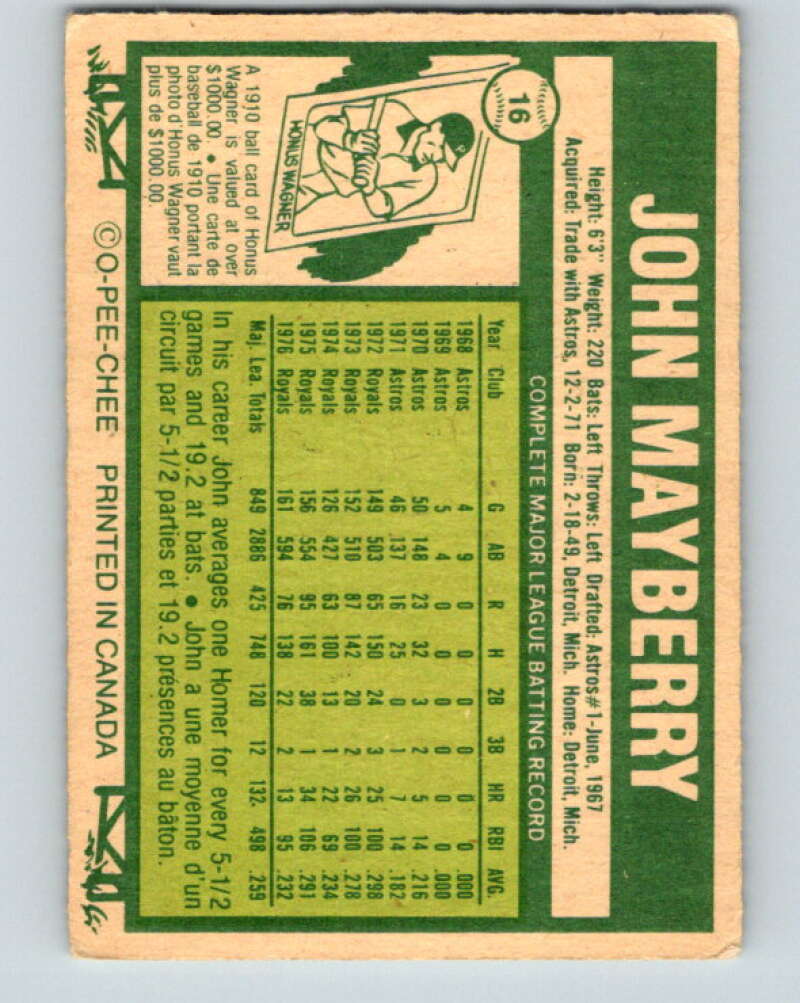 16
JOHN MAYBERRY
Height: 6'3" Weight: 220 Bats: Left Throws: Left Drafted: Astros #1-June, 1967
Acquired: Trade with Astros, 12-2-71 Born: 2-18-49, Detroit, Mich. Home: Detroit, Mich.
COMPLETE MAJOR LEAGUE BATTING RECORD
Year Club G AB R H 2B 3B HR RBI AVG.
1968 Astros 4 9 0 0 0 0 0 0 .000
1969 Astros 5 4 0 0 0 0 0 0 .000
1970 Astros 50 148 23 32 3 2 5 14 .216
1971 Astros 46 .137 16 25 0 1 7 14 .182
1972 Royals 149 503 65 150 24 3 25 100 .298
1973 Royals 152 510 87 142 20 2 26 100 .278
1974 Royals 126 427 63 100 13 1 22 69 .234
1975 Royals 156 554 95 161 38 1 34 106 .291
1976 Royals 161 594 76 138 22 2 13 95 .232
Maj. Lea. Totals 849 2886 425 748 120 12 132 498 .259
In his career John averages one Homer for every 5-1/2
games and 19.2 at bats. • John a une moyenne d'un
circuit par 5-1/2 parties et 19.2 présences au bâton.
HONUS WAGNER
P
A 1910 ball card of Honus
Wagner is valued at over
$1000.00. • Une carte de
baseball de 1910 portant la
photo d'Honus Wagner vaut
plus de $1000.00.
©O-PEE-CHEE PRINTED IN CANADA